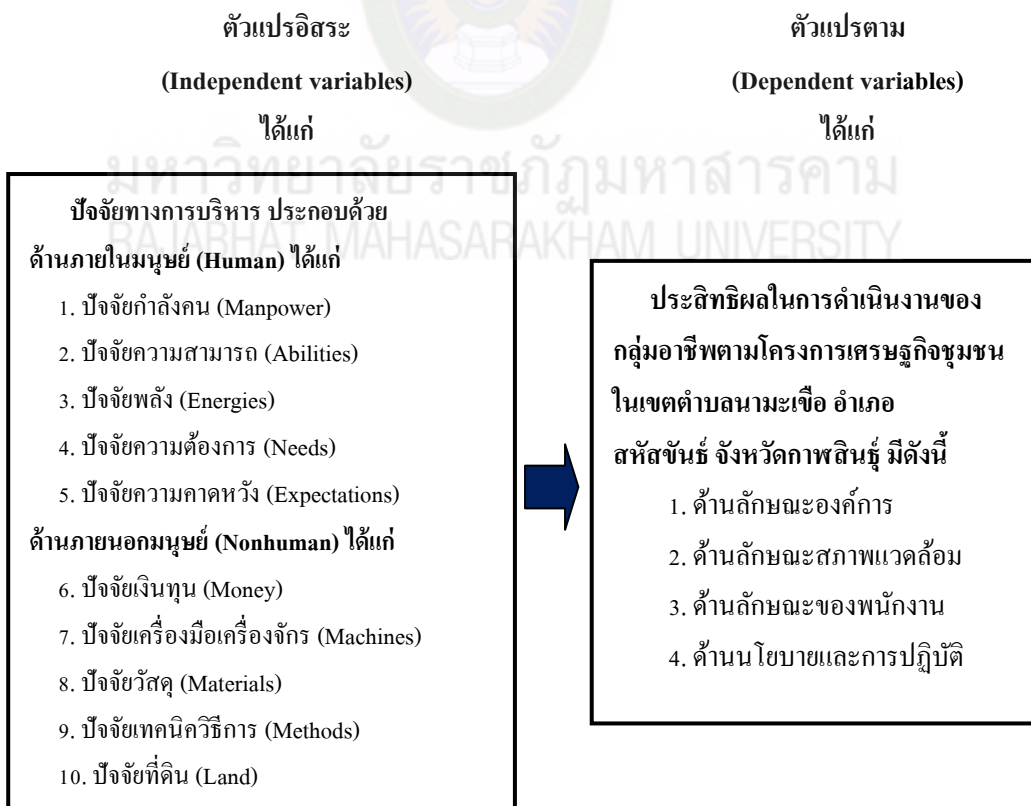 ตัวแปรอิสระ
(Independent variables)
ได้แก่
ตัวแปรตาม
(Dependent variables)
ได้แก่
มหาวิทยาลัยราชภัฏมหาสารคาม
RAJABHAT MAHASARAKHAM UNIVERSITY
ปัจจัยทางการบริหาร ประกอบด้วย
ด้านภายในมนุษย์ (Human) ได้แก่
1. ปัจจัยกำลังคน (Manpower)
2. ปัจจัยความสามารถ (Abilities)
3. ปัจจัยพลัง (Energies)
4. ปัจจัยความต้องการ (Needs)
5. ปัจจัยความคาดหวัง (Expectations)
ด้านภายนอกมนุษย์ (Nonhuman) ได้แก่
6. ปัจจัยเงินทุน (Money)
7. ปัจจัยเครื่องมือเครื่องจักร (Machines)
8. ปัจจัยวัสดุ (Materials)
9. ปัจจัยเทคนิควิธีการ (Methods)
10. ปัจจัยที่ดิน (Land)
ประสิทธิผลในการดำเนินงานของ
กลุ่มอาชีพตามโครงการเศรษฐกิจชุมชน
ในเขตตำบลนามะเขือ อำเภอ
สหัสขันธ์ จังหวัดกาฬสินธุ์ มีดังนี้
1. ด้านลักษณะองค์การ
2. ด้านลักษณะสภาพแวดล้อม
3. ด้านลักษณะของพนักงาน
4. ด้านนโยบายและการปฏิบัติ